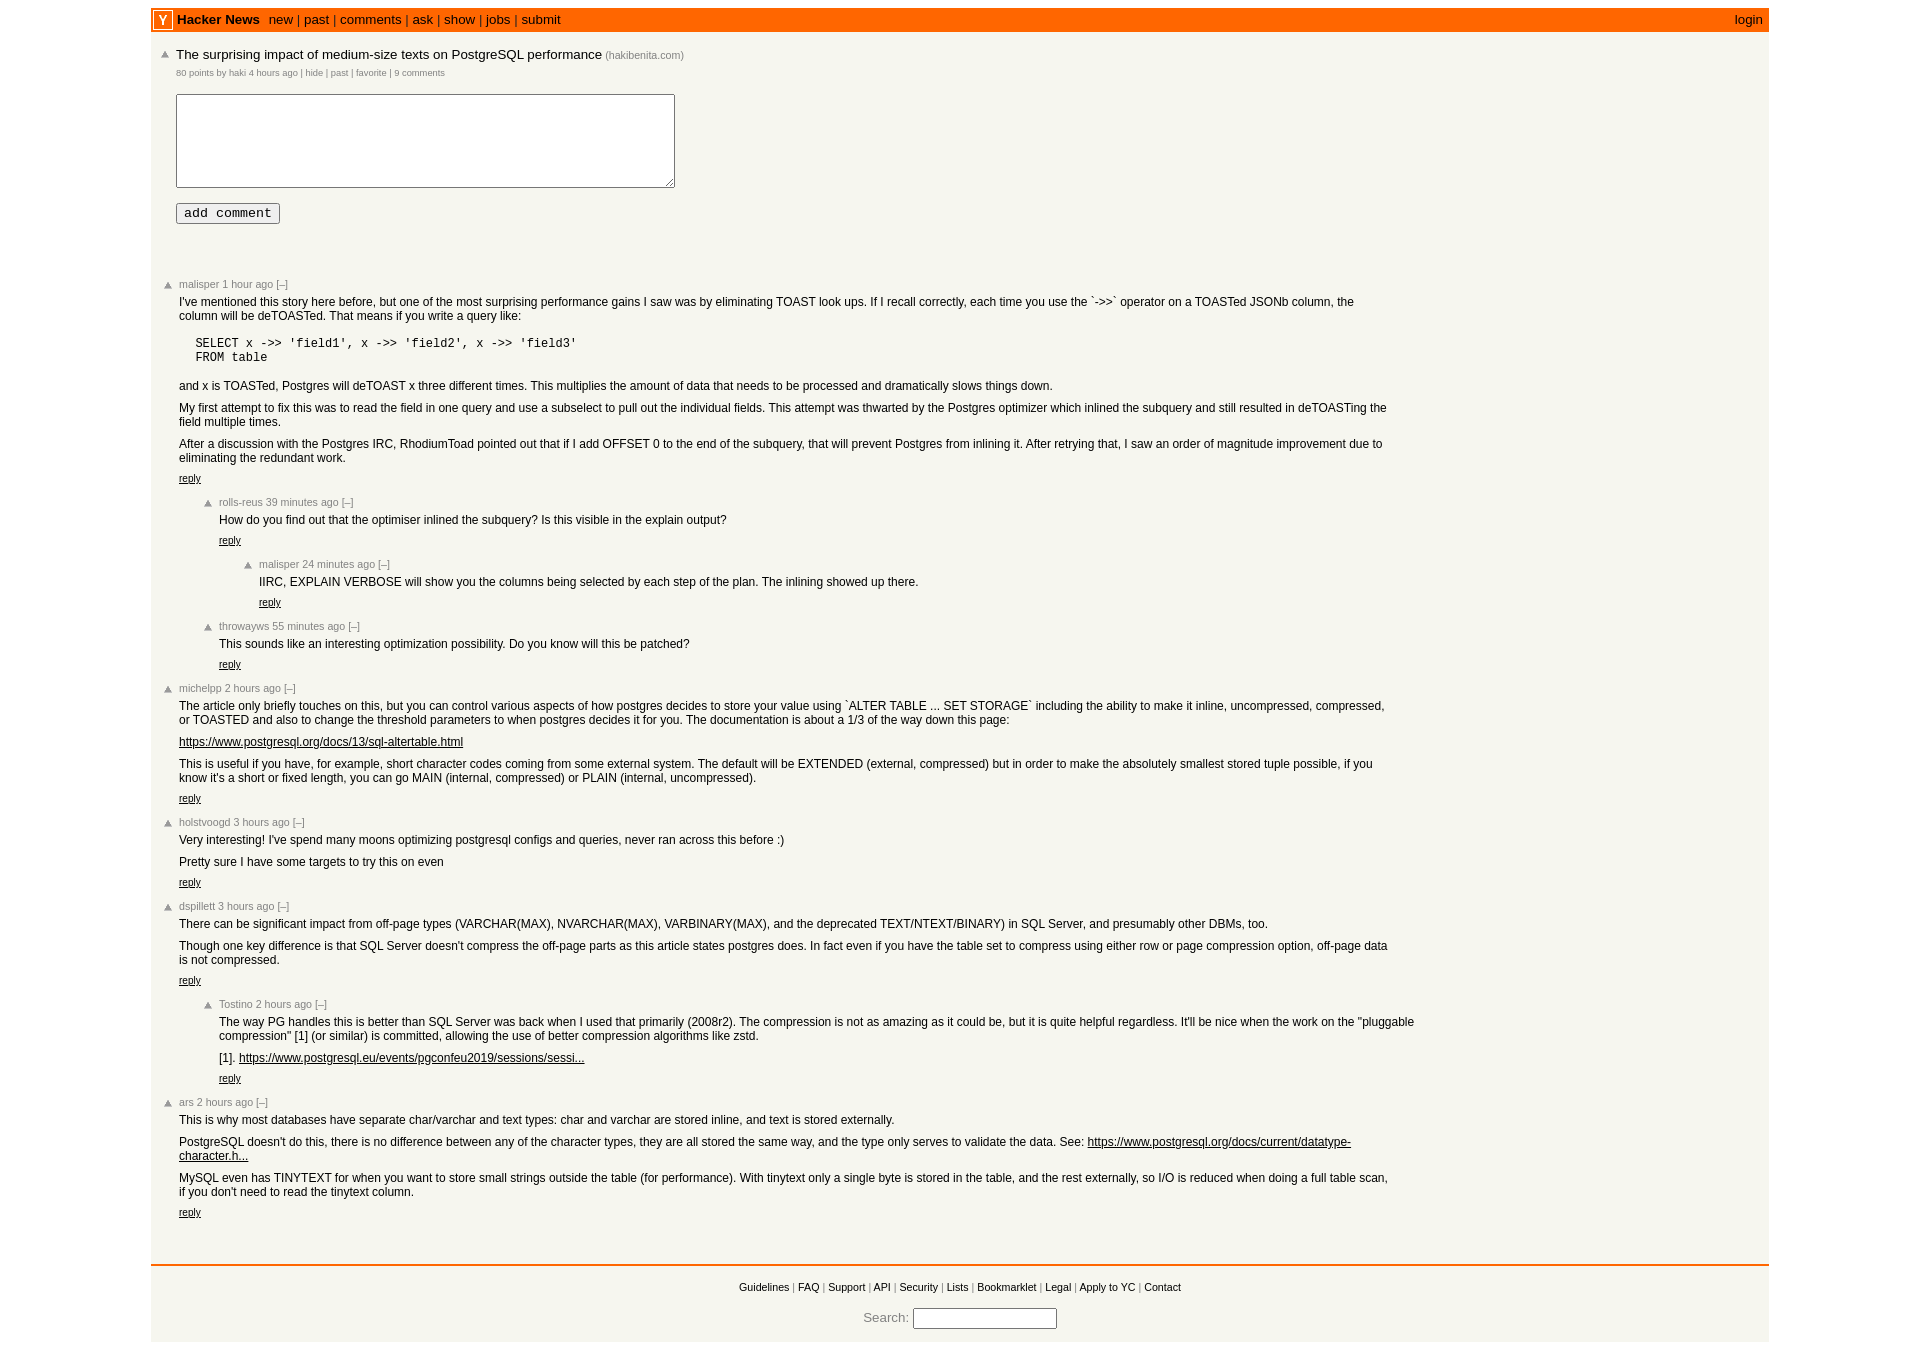 Y Hacker News new | past | comments | ask | show | jobs | submit login
The surprising impact of medium-size texts on PostgreSQL performance (hakibenita.com)
80 points by haki 4 hours ago | hide | past | favorite | 9 comments
add comment
malisper 1 hour ago [–]
I've mentioned this story here before, but one of the most surprising performance gains I saw was by eliminating TOAST look ups. If I recall correctly, each time you use the `->>` operator on a TOASTed JSONb column, the
column will be deTOASTed. That means if you write a query like:
SELECT x ->> 'field1', x ->> 'field2', x ->> 'field3'
FROM table
and x is TOASTed, Postgres will deTOAST x three different times. This multiplies the amount of data that needs to be processed and dramatically slows things down.
My first attempt to fix this was to read the field in one query and use a subselect to pull out the individual fields. This attempt was thwarted by the Postgres optimizer which inlined the subquery and still resulted in deTOASTing the
field multiple times.
After a discussion with the Postgres IRC, RhodiumToad pointed out that if I add OFFSET 0 to the end of the subquery, that will prevent Postgres from inlining it. After retrying that, I saw an order of magnitude improvement due to
eliminating the redundant work.
reply
rolls-reus 39 minutes ago [–]
How do you find out that the optimiser inlined the subquery? Is this visible in the explain output?
reply
malisper 24 minutes ago [–]
IIRC, EXPLAIN VERBOSE will show you the columns being selected by each step of the plan. The inlining showed up there.
reply
throwayws 55 minutes ago [–]
This sounds like an interesting optimization possibility. Do you know will this be patched?
reply
michelpp 2 hours ago [–]
The article only briefly touches on this, but you can control various aspects of how postgres decides to store your value using `ALTER TABLE ... SET STORAGE` including the ability to make it inline, uncompressed, compressed,
or TOASTED and also to change the threshold parameters to when postgres decides it for you. The documentation is about a 1/3 of the way down this page:
https://www.postgresql.org/docs/13/sql-altertable.html
This is useful if you have, for example, short character codes coming from some external system. The default will be EXTENDED (external, compressed) but in order to make the absolutely smallest stored tuple possible, if you
know it's a short or fixed length, you can go MAIN (internal, compressed) or PLAIN (internal, uncompressed).
reply
holstvoogd 3 hours ago [–]
Very interesting! I've spend many moons optimizing postgresql configs and queries, never ran across this before :)
Pretty sure I have some targets to try this on even
reply
dspillett 3 hours ago [–]
There can be significant impact from off-page types (VARCHAR(MAX), NVARCHAR(MAX), VARBINARY(MAX), and the deprecated TEXT/NTEXT/BINARY) in SQL Server, and presumably other DBMs, too.
Though one key difference is that SQL Server doesn't compress the off-page parts as this article states postgres does. In fact even if you have the table set to compress using either row or page compression option, off-page data
is not compressed.
reply
Tostino 2 hours ago [–]
The way PG handles this is better than SQL Server was back when I used that primarily (2008r2). The compression is not as amazing as it could be, but it is quite helpful regardless. It'll be nice when the work on the "pluggable
compression" [1] (or similar) is committed, allowing the use of better compression algorithms like zstd.
[1]. https://www.postgresql.eu/events/pgconfeu2019/sessions/sessi...
reply
ars 2 hours ago [–]
This is why most databases have separate char/varchar and text types: char and varchar are stored inline, and text is stored externally.
PostgreSQL doesn't do this, there is no difference between any of the character types, they are all stored the same way, and the type only serves to validate the data. See: https://www.postgresql.org/docs/current/datatype-
character.h...
MySQL even has TINYTEXT for when you want to store small strings outside the table (for performance). With tinytext only a single byte is stored in the table, and the rest externally, so I/O is reduced when doing a full table scan,
if you don't need to read the tinytext column.
reply
Guidelines | FAQ | Support | API | Security | Lists | Bookmarklet | Legal | Apply to YC | Contact
Search: